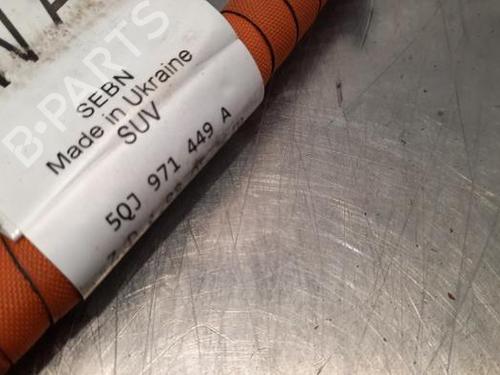 B-PARTS
SEBN
Made in Ukraine
SUV
5QJ 971 449 A